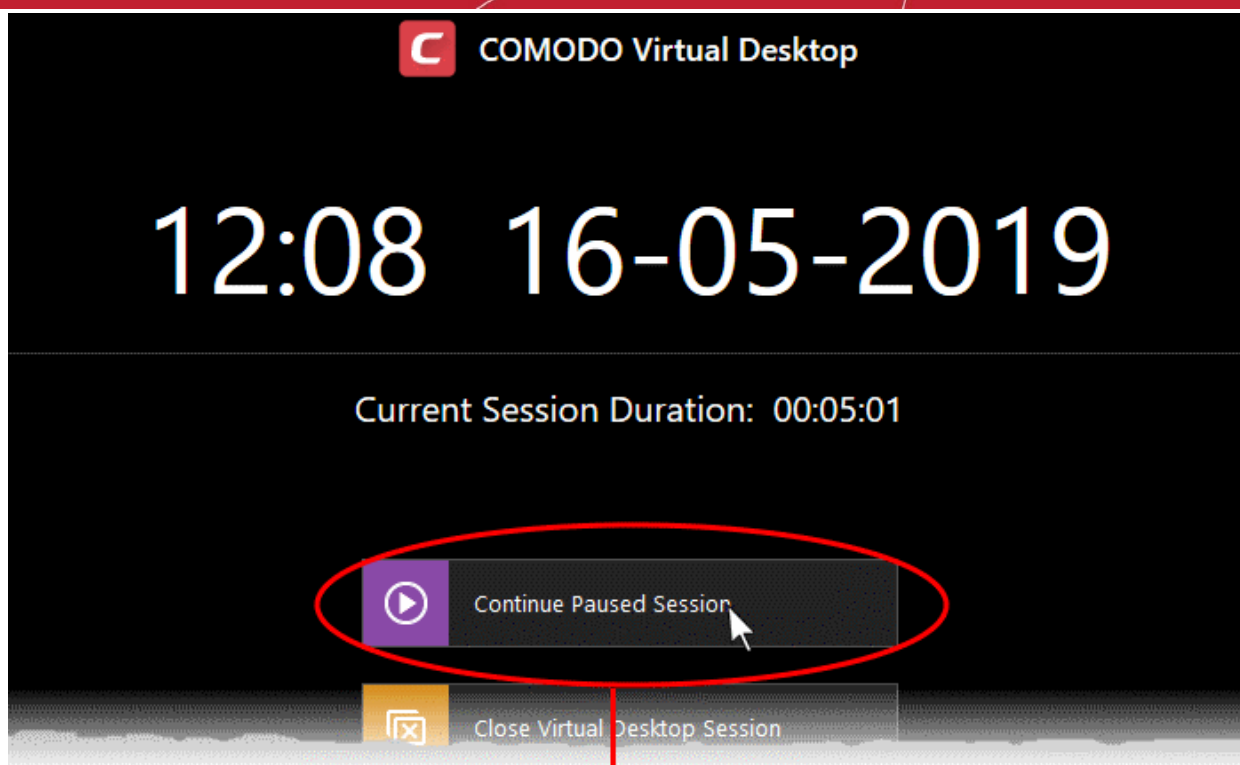 COMODO Virtual Desktop
12:08 16-05-2019
Current Session Duration: 00:05:01
Continue Paused Session
Close Virtual Desktop Session